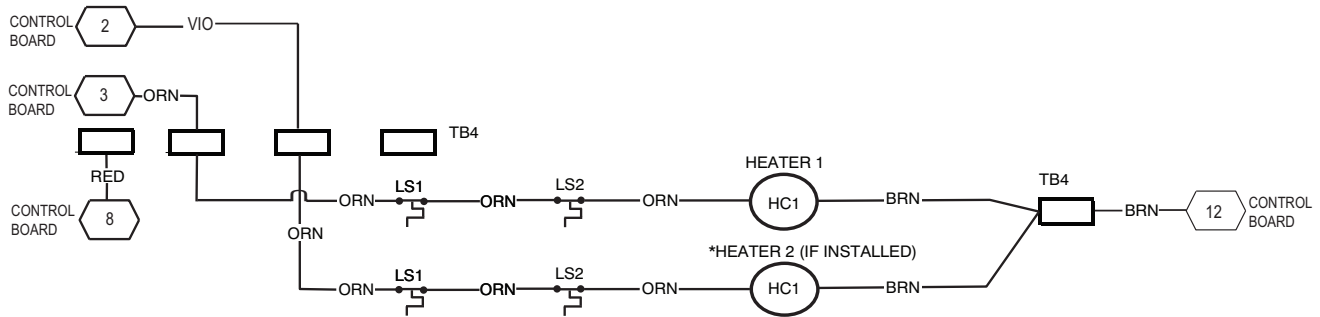 CONTROL
BOARD
2
VIO
CONTROL
BOARD
3
ORN
TB4
RED
CONTROL
BOARD
8
HEATER 1
ORN
LS1
ORN
LS2
ORN
HC1
BRN
TB4
BRN
12
CONTROL
BOARD
ORN
*HEATER 2 (IF INSTALLED)
ORN
LS1
ORN
LS2
ORN
HC1
BRN